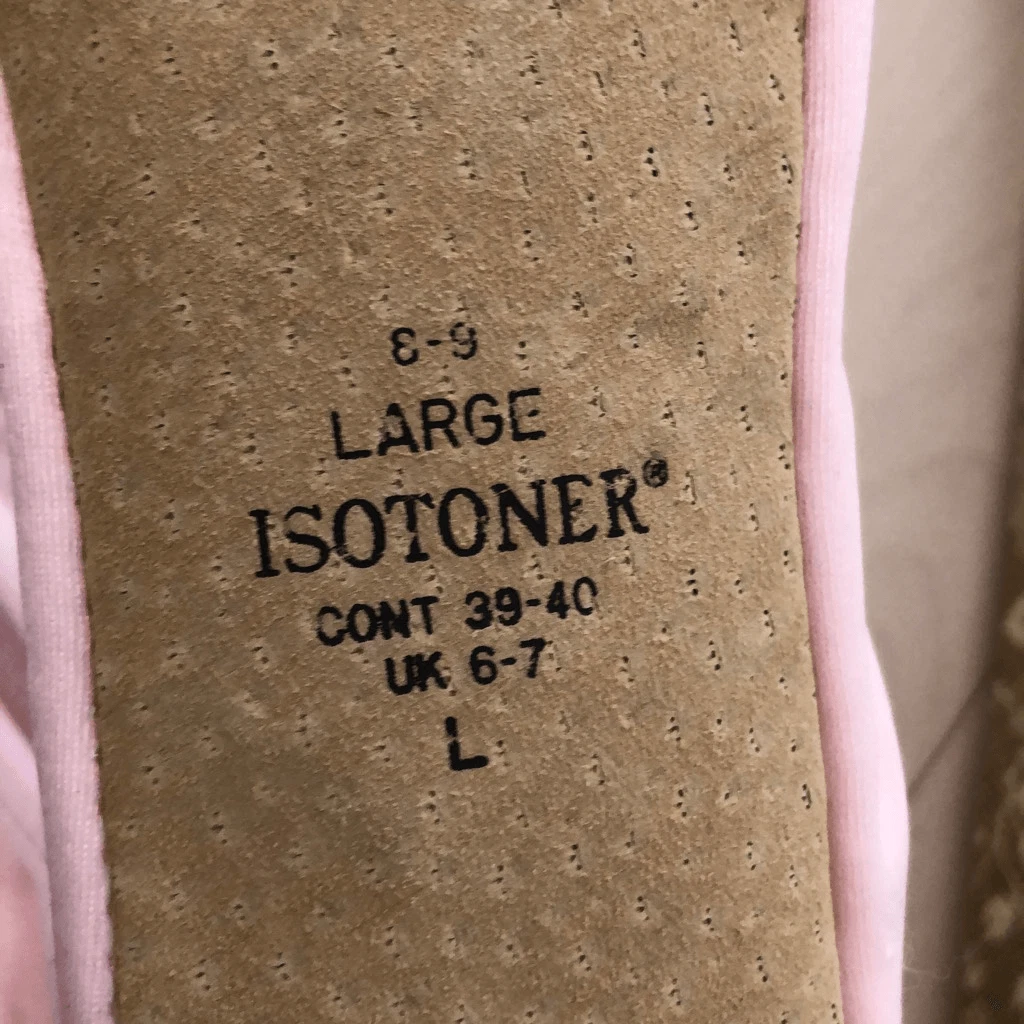 8-9
LARGE
ISOTONER®
CONT 39-40
UK 6-7
L